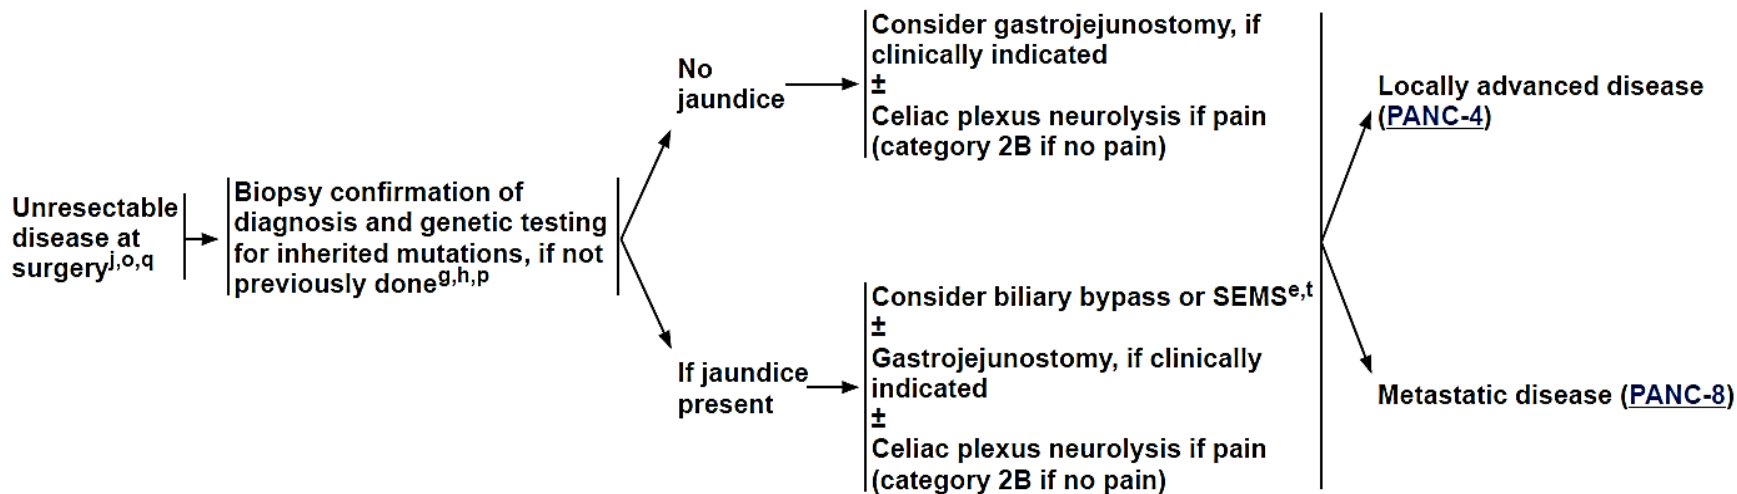 Unresectable
disease at
surgeryj,o,q
Biopsy confirmation of
diagnosis and genetic testing
for inherited mutations, if not
previously doneg,h,p
No
jaundice
Consider gastrojejunostomy, if
clinically indicated
±
Celiac plexus neurolysis if pain
(category 2B if no pain)
If jaundice
present
Consider biliary bypass or SEMSe,t
±
Gastrojejunostomy, if clinically
indicated
±
Celiac plexus neurolysis if pain
(category 2B if no pain)
Locally advanced disease
(PANC-4)
Metastatic disease (PANC-8)